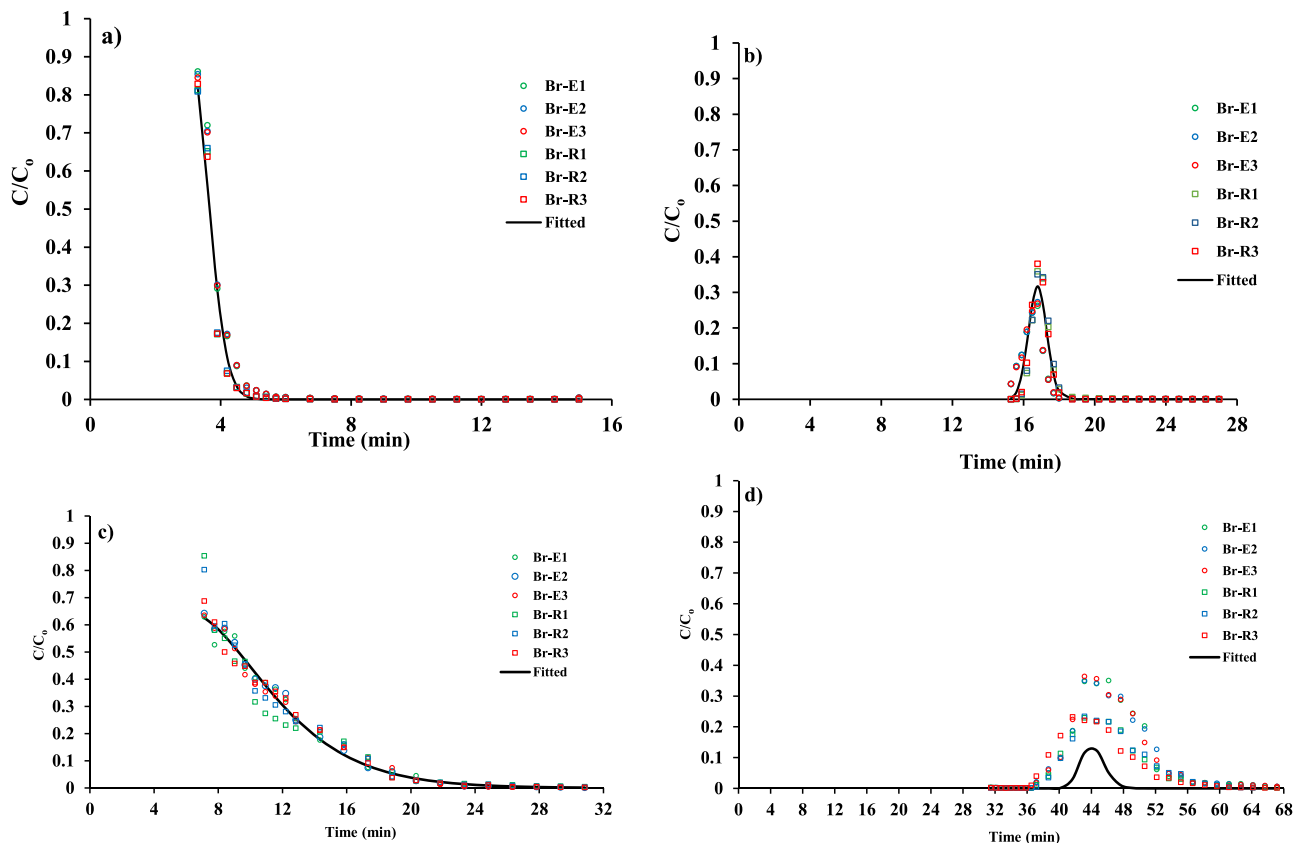 a)
1
0.9
0.8
0.7
0.6
0.5
0.4
0.3
0.2
0.1
0
C/Co
0 4 8 12 16
Time (min)
Br-E1
Br-E2
Br-E3
Br-R1
Br-R2
Br-R3
Fitted
b)
1
0.9
0.8
0.7
0.6
0.5
0.4
0.3
0.2
0.1
0
C/Co
0 4 8 12 16 20 24 28
Time (min)
Br-E1
Br-E2
Br-E3
Br-R1
Br-R2
Br-R3
Fitted
c)
1
0.9
0.8
0.7
0.6
0.5
0.4
0.3
0.2
0.1
0
C/Co
0 4 8 12 16 20 24 28 32
Time (min)
Br-E1
Br-E2
Br-E3
Br-R1
Br-R2
Br-R3
Fitted
d)
1
0.9
0.8
0.7
0.6
0.5
0.4
0.3
0.2
0.1
0
C/Co
0 4 8 12 16 20 24 28 32 36 40 44 48 52 56 60 64 68
Time (min)
Br-E1
Br-E2
Br-E3
Br-R1
Br-R2
Br-R3
Fitted